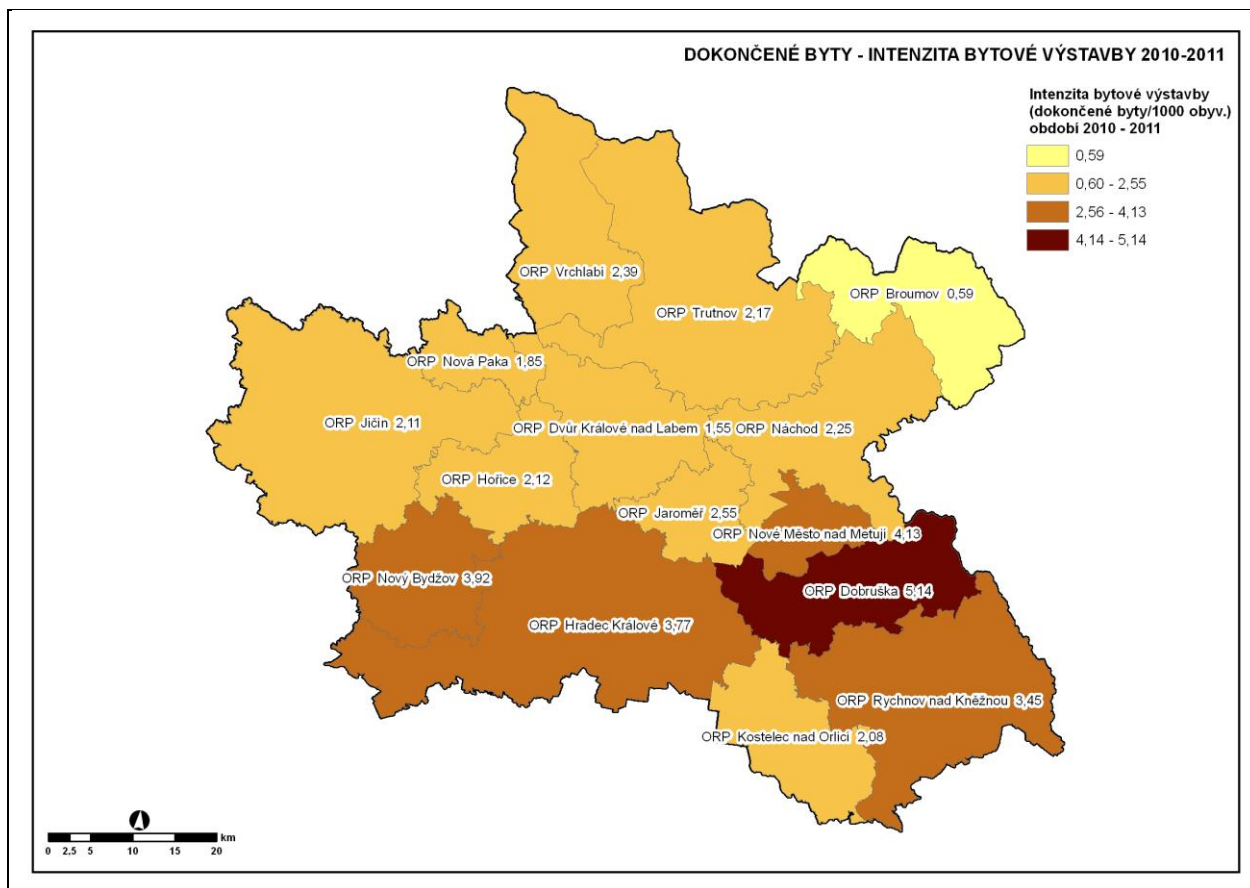 DOKONČENÉ BYTY - INTENZITA BYTOVÉ VÝSTAVBY 2010-2011
Intenzita bytové výstavby
(dokončené byty/1000 obyv.)
období 2010 - 2011
0,59
0,60 - 2,55
2,56 - 4,13
4,14 - 5,14
ORP Vrchlabí 2,39
ORP Broumov 0,59
ORP Trutnov 2,17
ORP Nová Paka 1,85
ORP Jičín 2,11
ORP Dvůr Králové nad Labem 1,55
ORP Náchod 2,25
ORP Hořice 2,12
ORP Jaroměř 2,55
ORP Nové Město nad Metují 4,13
ORP Nový Bydžov 3,92
ORP Dobruška 5,14
ORP Hradec Králové 3,77
ORP Rychnov nad Kněžnou 3,45
ORP Kostelec nad Orlicí 2,08
km
0 2,5 5 10 15 20